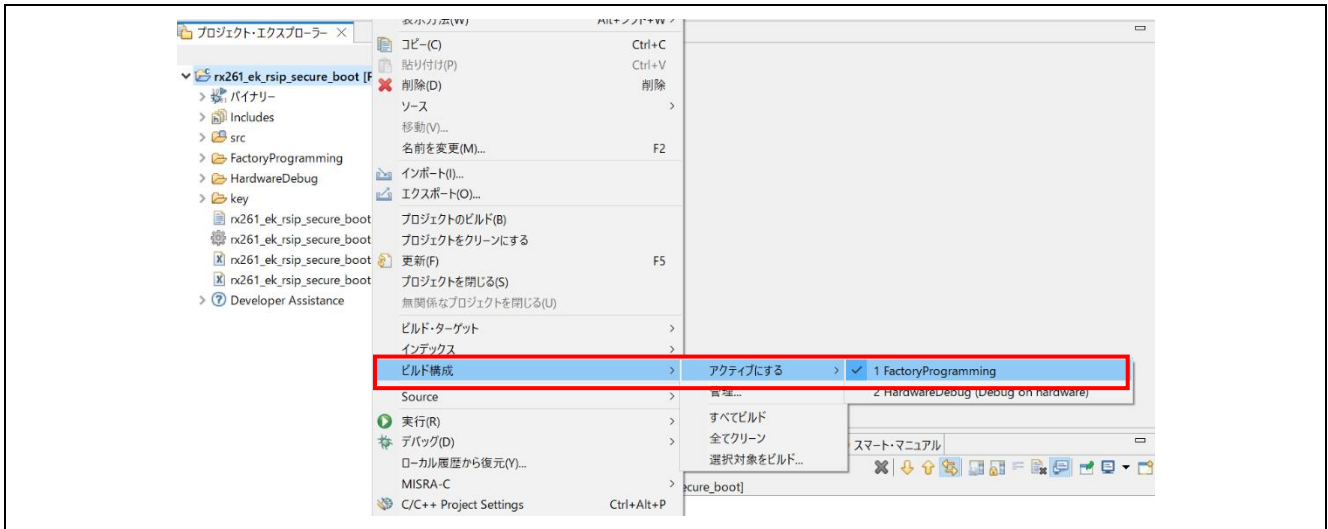 プロジェクト・エクスプローラー
rx261_ek_rsip_secure_boot [F
バイナリー
Includes
src
FactoryProgramming
HardwareDebug
key
rx261_ek_rsip_secure_boot
rx261_ek_rsip_secure_boot
rx261_ek_rsip_secure_boot
rx261_ek_rsip_secure_boot
Developer Assistance
表示方法(W) Alt+シフト+W >
コピー(C) Ctrl+C
貼り付け(P) Ctrl+V
削除(D) 削除
ソース >
移動(V)...
名前を変更(M)... F2
インポート(I)...
エクスポート(O)...
プロジェクトのビルド(B)
プロジェクトをクリーンにする
更新(F) F5
プロジェクトを閉じる(S)
無関係なプロジェクトを閉じる(U)
ビルド・ターゲット >
インデックス >
ビルド構成 >
Source >
実行(R) >
デバッグ(D) >
ローカル履歴から復元(Y)...
MISRA-C >
C/C++ Project Settings Ctrl+Alt+P
アクティブにする >
管理...
すべてビルド
全てクリーン
選択対象をビルド...
1 FactoryProgramming
2 HardwareDebug (Debug on hardware)
スマート・マニュアル
ecure_boot]